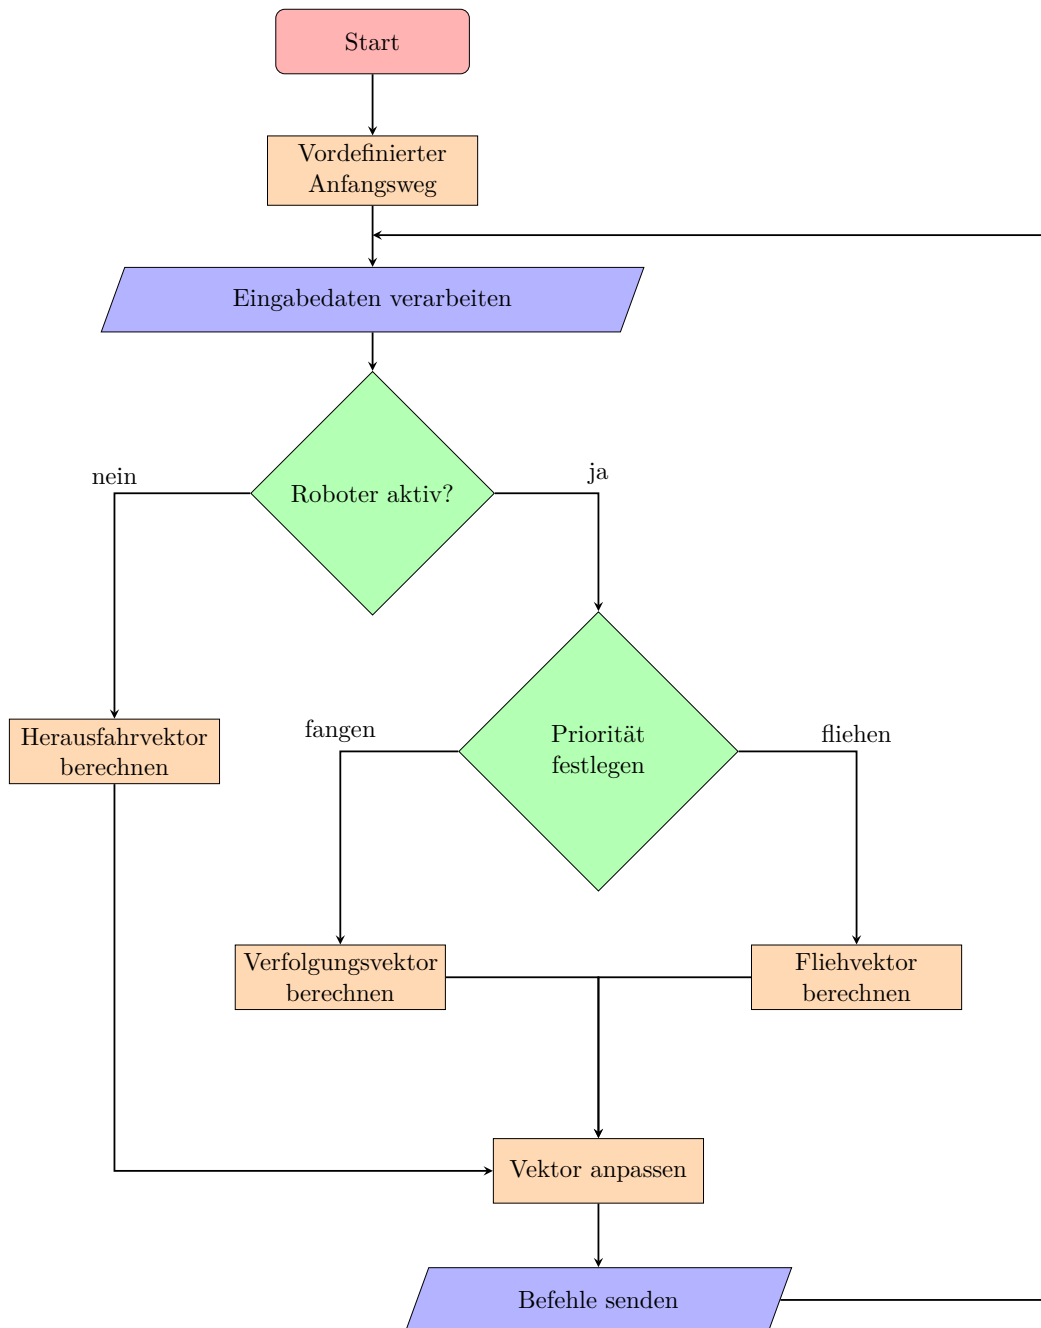 Start
Vordefinierter
Anfangsweg
Eingabedaten verarbeiten
nein
Roboter aktiv?
ja
Herausfahrvektor
berechnen
fangen
Priorität
festlegen
fliehen
Verfolgungsvektor
berechnen
Fliehvektor
berechnen
Vektor anpassen
Befehle senden